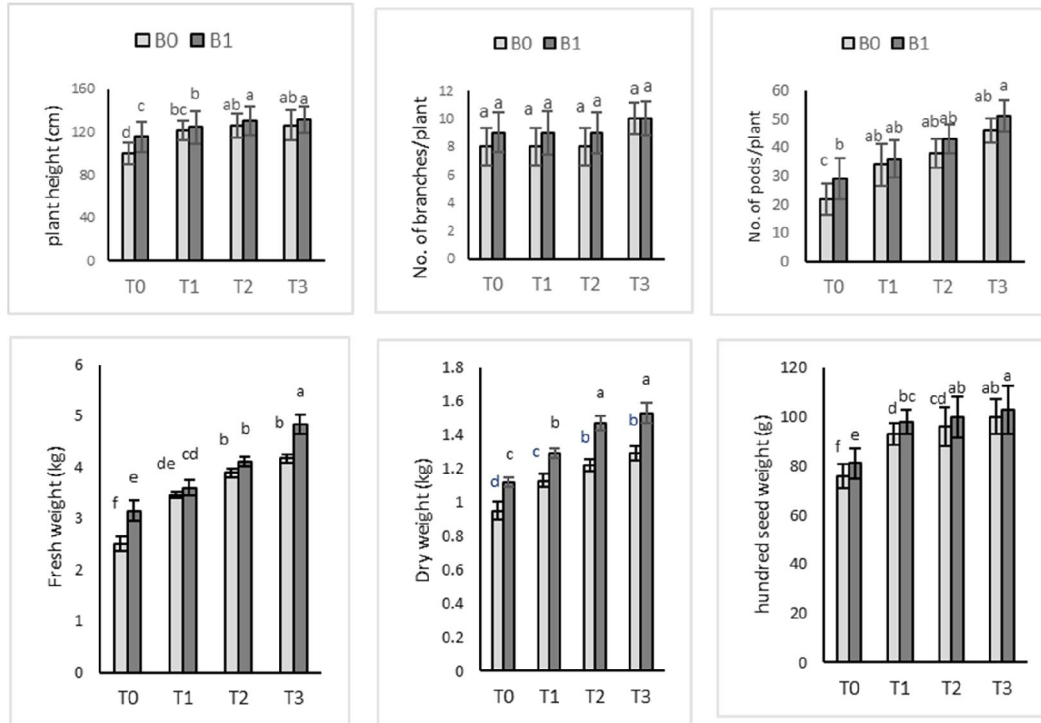 B0 B1
plant height (cm)
160
120
80
40
0
d c bc b ab a ab a
T0 T1 T2 T3
B0 B1
No. of branches/plant
12
10
8
6
4
2
0
a a a a a a a a
T0 T1 T2 T3
B0 B1
No. of pods/plant
60
50
40
30
20
10
0
c b ab ab ab ab ab a
T0 T1 T2 T3
Fresh weight (kg)
6
5
4
3
2
1
0
f e de cd b b b a
T0 T1 T2 T3
Dry weight (kg)
1.8
1.6
1.4
1.2
1
0.8
0.6
0.4
0.2
0
d c c b b a b a
T0 T1 T2 T3
hundred seed weight (g)
120
100
80
60
40
20
0
f e d bc cd ab ab a
T0 T1 T2 T3